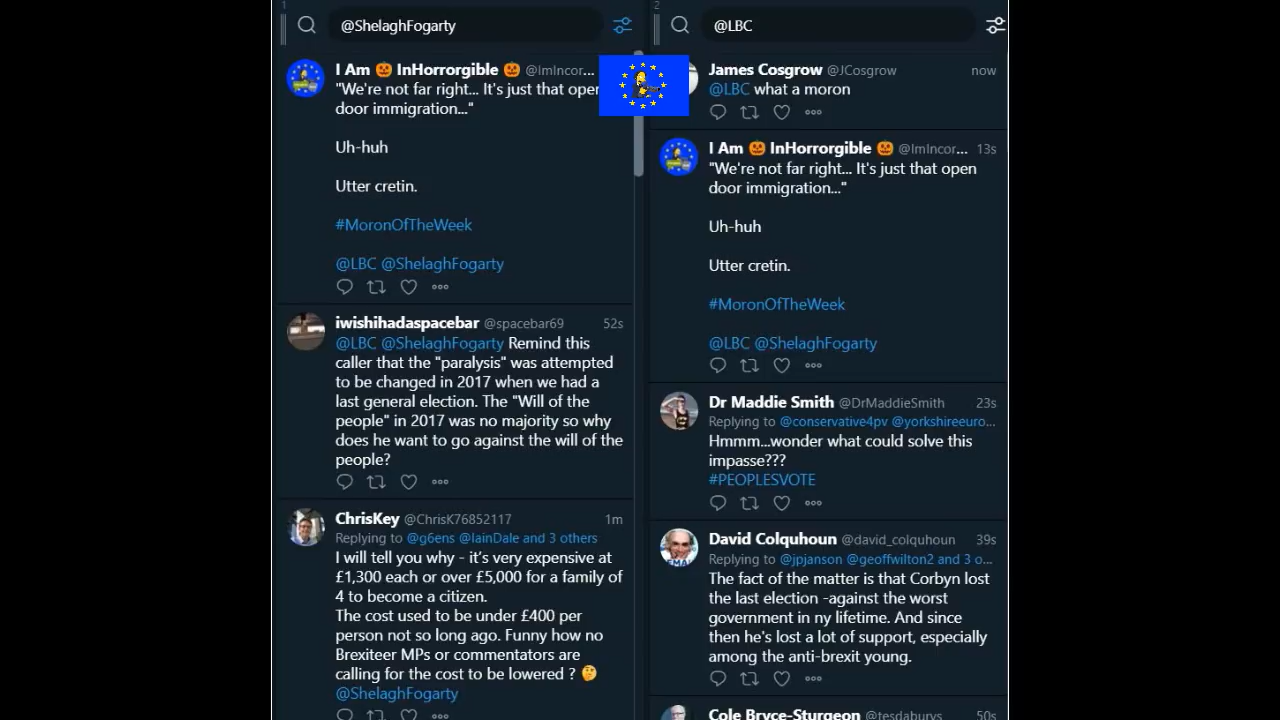 1
@ShelaghFogarty
I Am 🎃 InHorrorgible 🎃 @ImIncor...
"We're not far right... It's just that open
door immigration..."
Uh-huh
Utter cretin.
#MoronOfTheWeek
@LBC @ShelaghFogarty
iwishihadaspacebar @spacebar69 52s
@LBC @ShelaghFogarty Remind this
caller that the "paralysis" was attempted
to be changed in 2017 when we had a
last general election. The "Will of the
people" in 2017 was no majority so why
does he want to go against the will of the
people?
ChrisKey @ChrisK76852117 1m
Replying to @g6ens @IainDale and 3 others
I will tell you why - it's very expensive at
£1,300 each or over £5,000 for a family of
4 to become a citizen.
The cost used to be under £400 per
person not so long ago. Funny how no
Brexiteer MPs or commentators are
calling for the cost to be lowered ? 🤔
@ShelaghFogarty
2
@LBC
James Cosgrow @JCosgrow now
@LBC what a moron
I Am 🎃 InHorrorgible 🎃 @ImIncor... 13s
"We're not far right... It's just that open
door immigration..."
Uh-huh
Utter cretin.
#MoronOfTheWeek
@LBC @ShelaghFogarty
Dr Maddie Smith @DrMaddieSmith 23s
Replying to @conservative4pv @yorkshireeuro...
Hmmm...wonder what could solve this
impasse???
#PEOPLESVOTE
David Colquhoun @david_colquhoun 39s
Replying to @jpjanson @geoffwilton2 and 3 o...
The fact of the matter is that Corbyn lost
the last election -against the worst
government in ny lifetime. And since
then he's lost a lot of support, especially
among the anti-brexit young.
Cole Bryce-Sturgeon @tesdaburys 50s